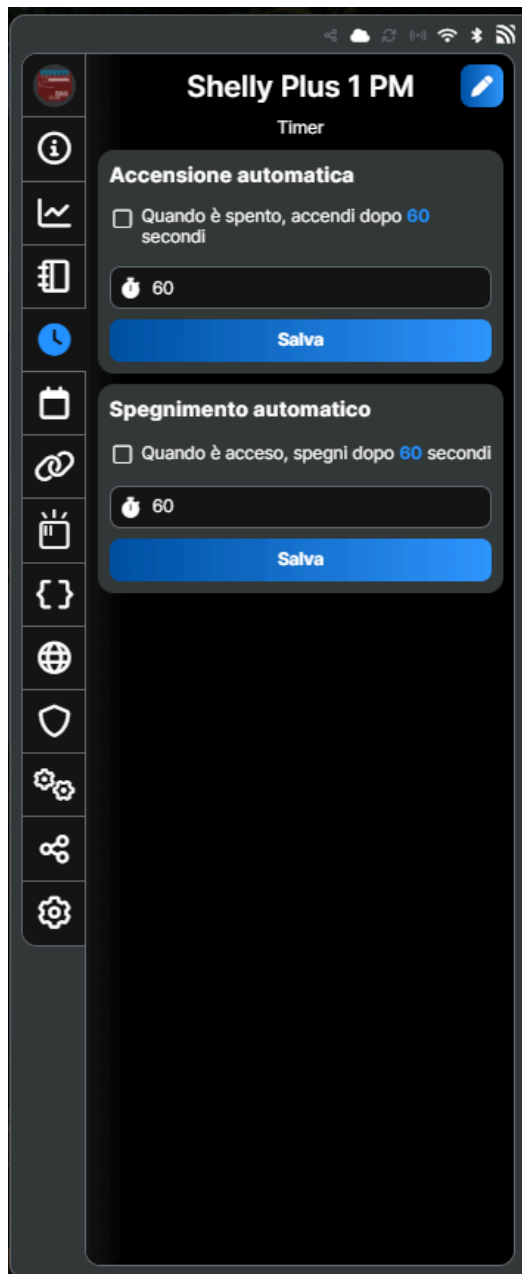 Shelly Plus 1 PM
Timer
Accensione automatica
Quando è spento, accendi dopo 60
secondi
60
Salva
Spegnimento automatico
Quando è acceso, spegni dopo 60 secondi
60
Salva